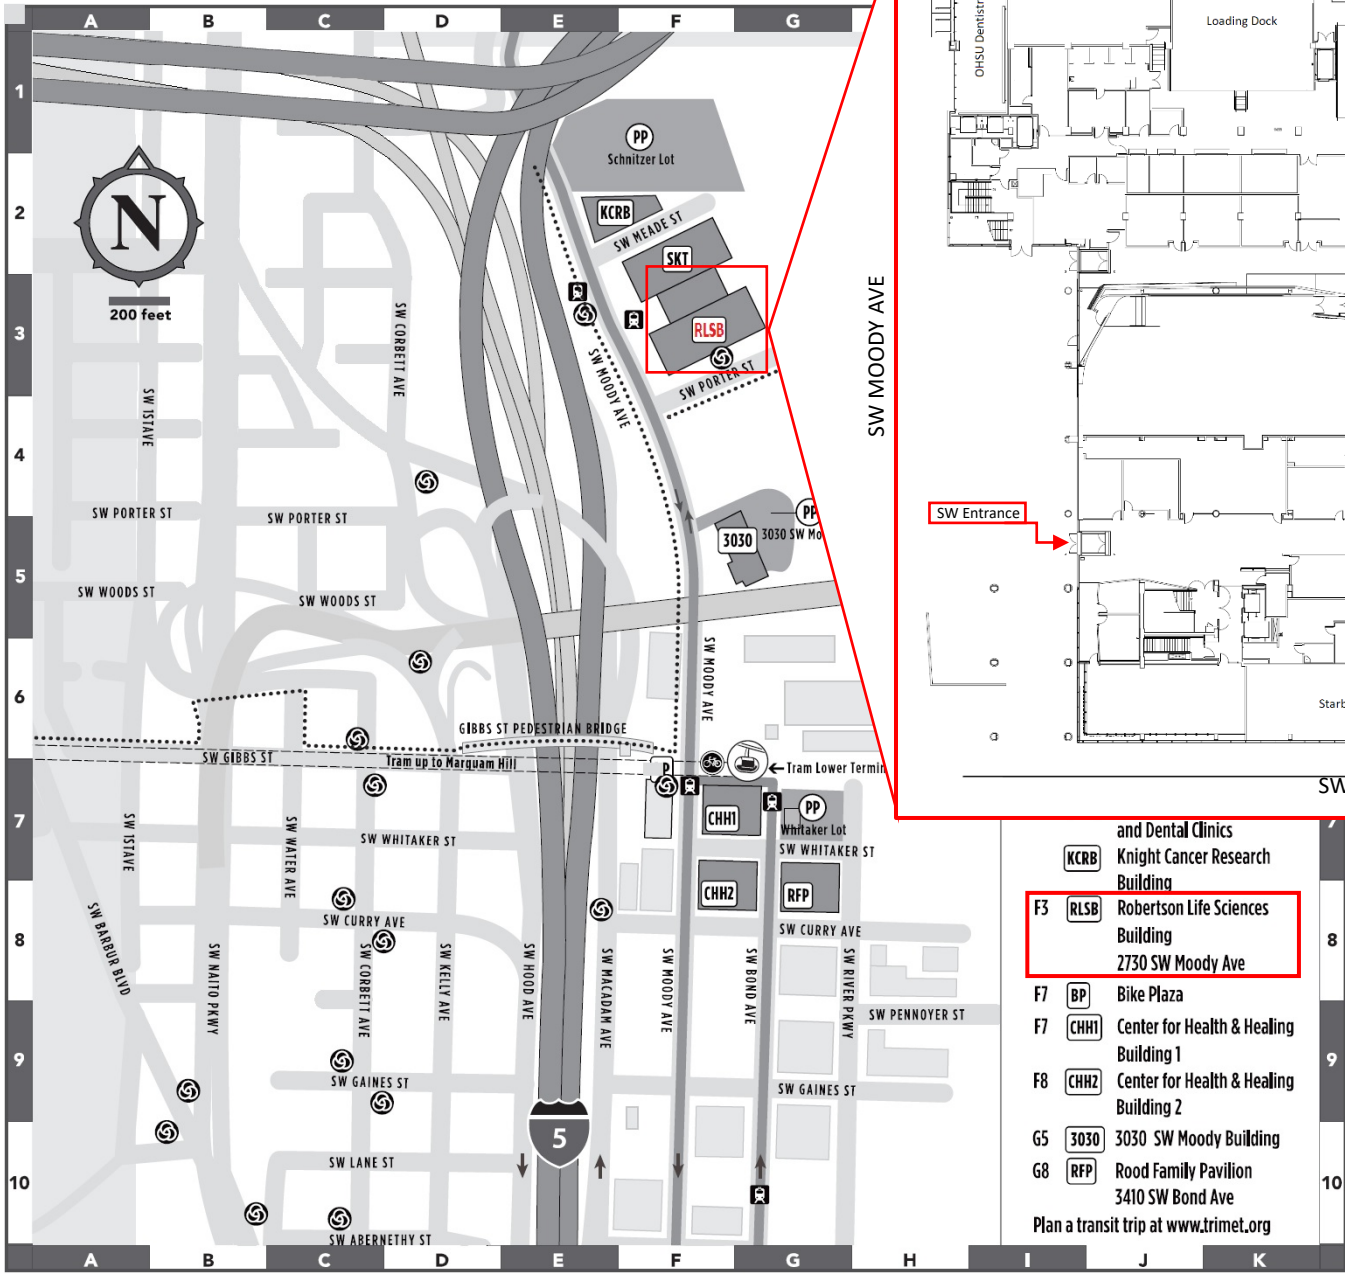 A B C D E F G
1
2
3
4
5
6
7
8
9
10
PP
Schnitzer Lot
KCRB
SW MEADE ST
SKT
N
200 feet
RLSB
SW PORTER ST
SW MOODY AVE
SW CORBETT AVE
SW 1ST AVE
SW PORTER ST
SW PORTER ST
PP
3030
3030 SW Mo
SW WOODS ST
SW WOODS ST
SW MOODY AVE
GIBBS ST PEDESTRIAN BRIDGE
SW GIBBS ST
Tram up to Marquam Hill
P
Tram Lower Termin
CHH1
PP
Whitaker Lot
SW WHITAKER ST
SW WHITAKER ST
SW 1ST AVE
SW WATER AVE
CHH2
RFP
SW CURRY AVE
SW CURRY AVE
SW BARBUR BLVD
SW NAITO PKWY
SW CORBETT AVE
SW KELLY AVE
SW HOOD AVE
SW MACADAM AVE
SW MOODY AVE
SW BOND AVE
SW RIVER PKWY
SW PENNOYER ST
SW GAINES ST
SW GAINES ST
5
SW LANE ST
SW ABERNETHY ST
A B C D E F G H I J K
OHSU Dentistr
Loading Dock
SW MOODY AVE
SW Entrance
Starb
SW
7
8
9
10
and Dental Clinics
KCRB Knight Cancer Research
Building
F3 RLSB Robertson Life Sciences
Building
2730 SW Moody Ave
F7 BP Bike Plaza
F7 CHH1 Center for Health & Healing
Building 1
F8 CHH2 Center for Health & Healing
Building 2
G5 3030 3030 SW Moody Building
G8 RFP Rood Family Pavilion
3410 SW Bond Ave
Plan a transit trip at www.trimet.org